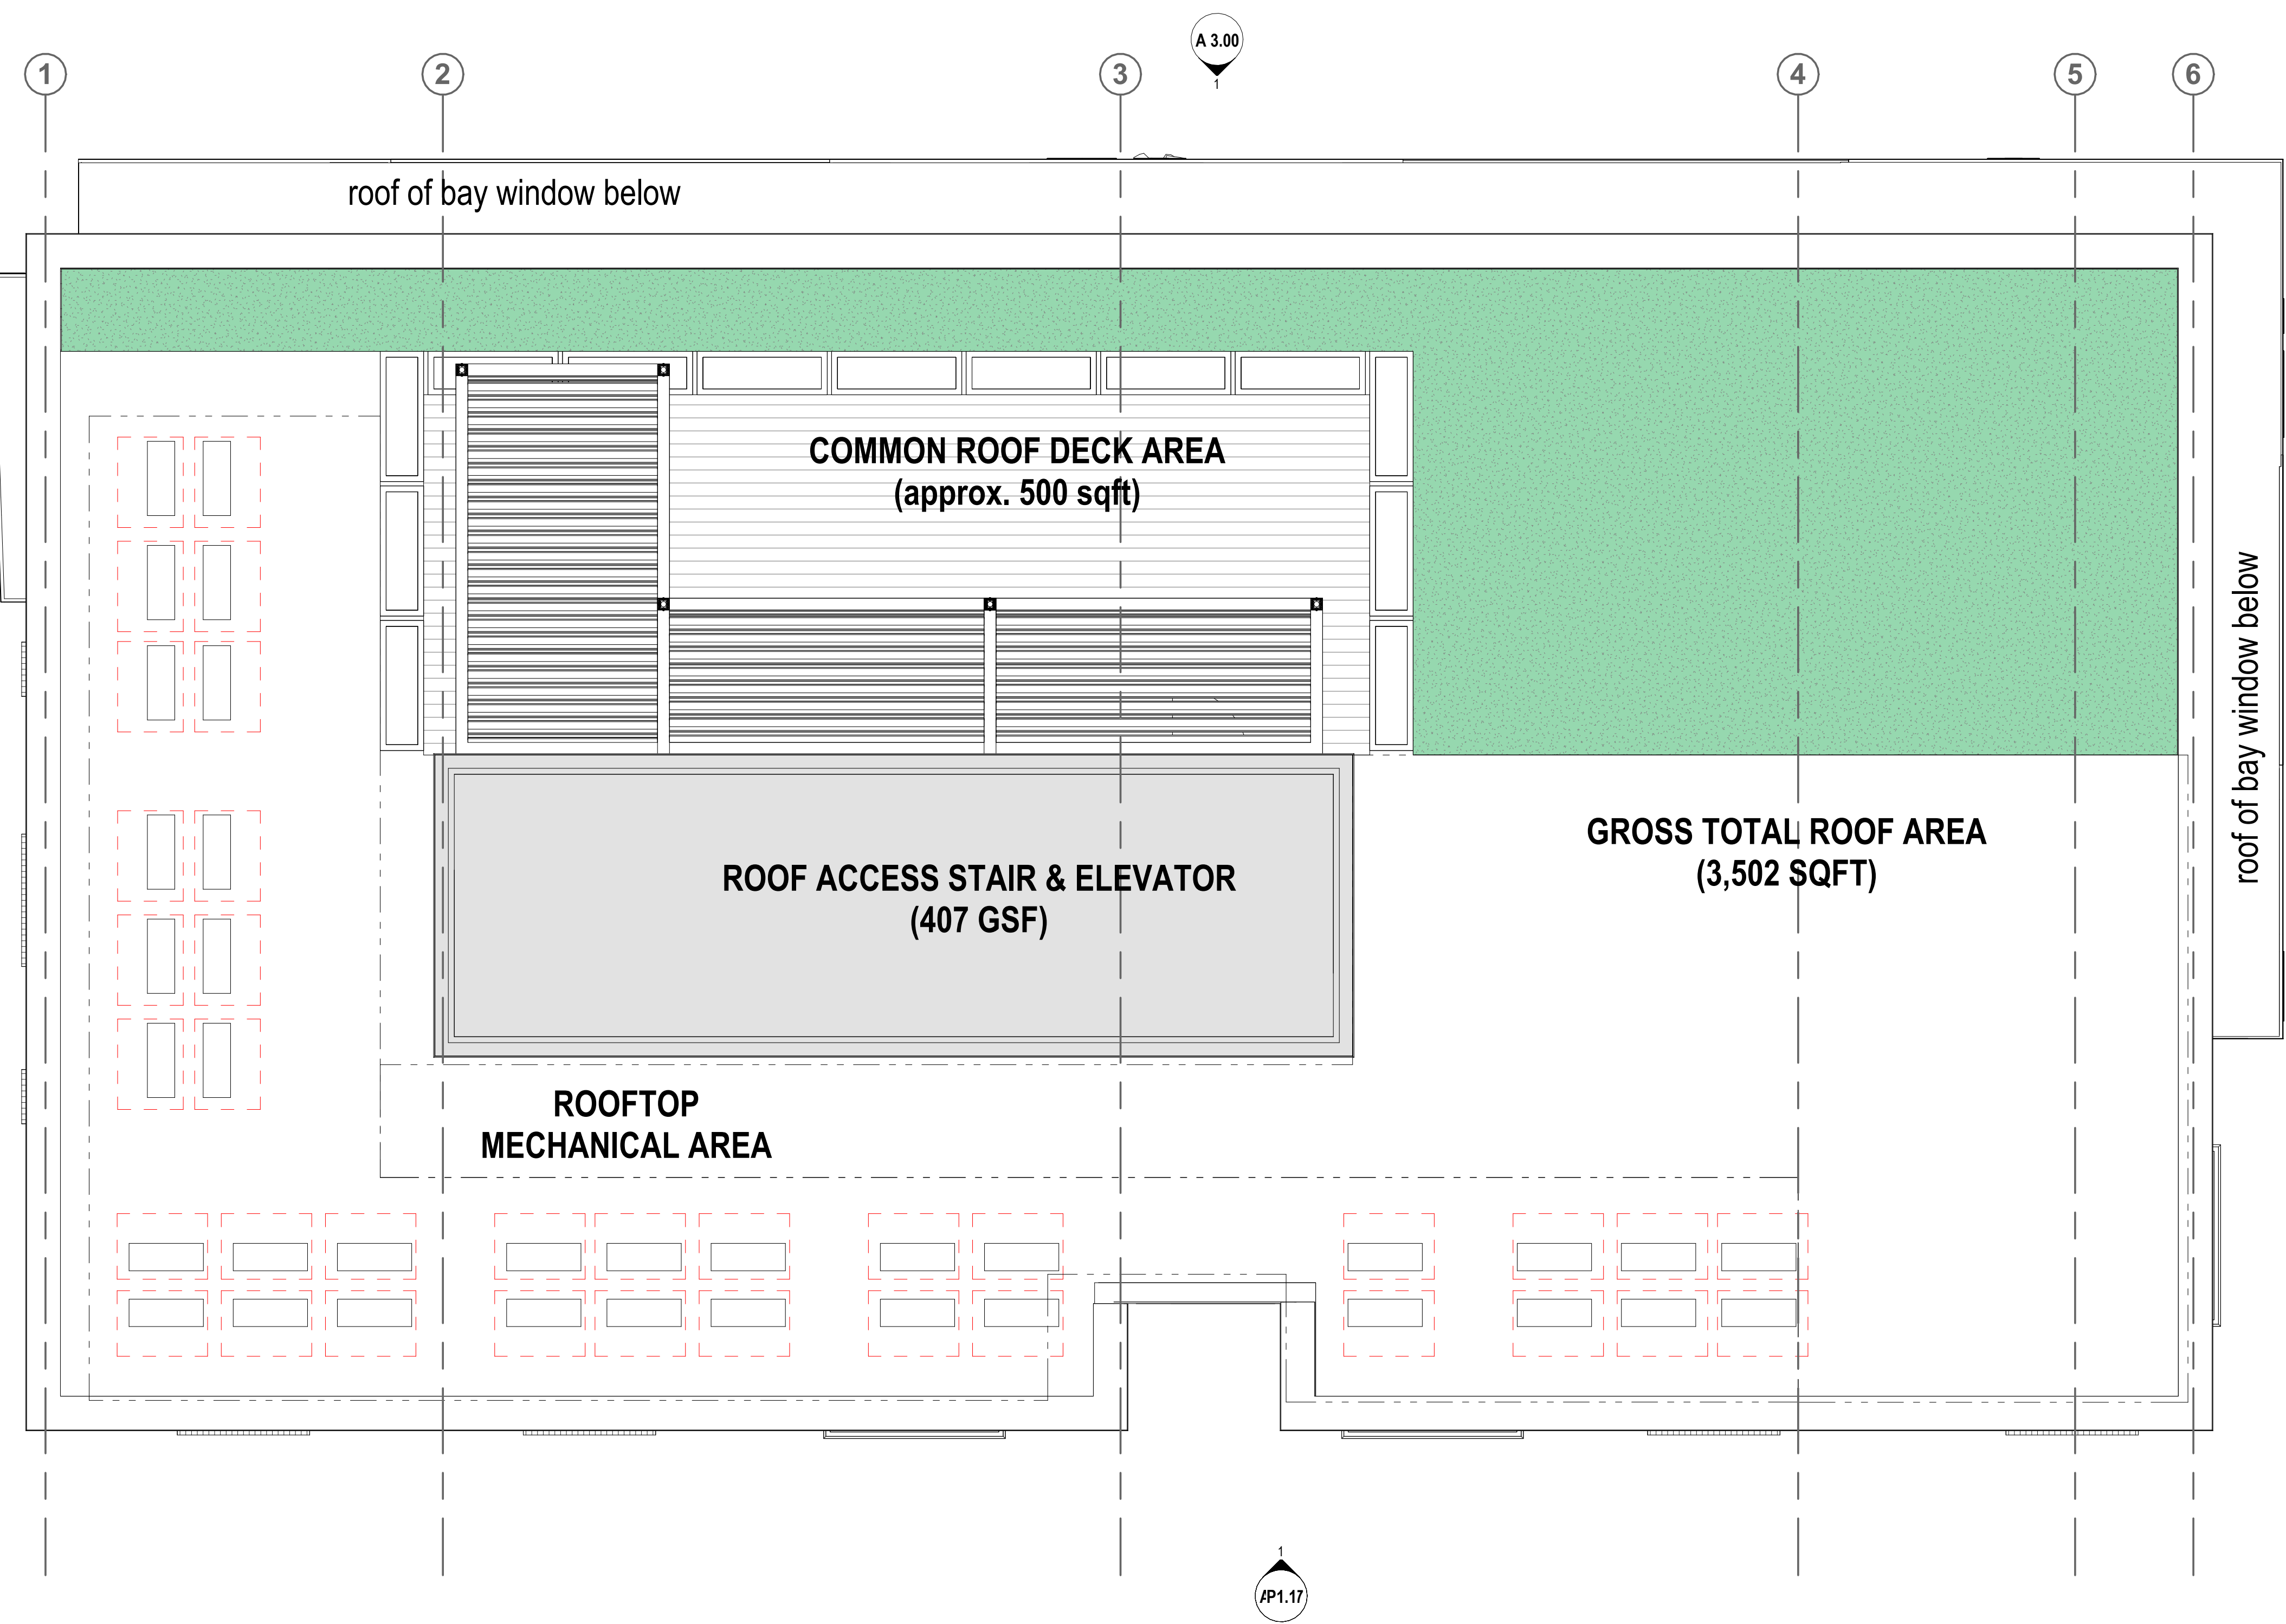 A 3.00
1
1
2
3
4
5
6
roof of bay window below
COMMON ROOF DECK AREA
(approx. 500 sqft)
roof of bay window below
GROSS TOTAL ROOF AREA
(3,502 SQFT)
ROOF ACCESS STAIR & ELEVATOR
(407 GSF)
ROOFTOP
MECHANICAL AREA
1
AP1.17